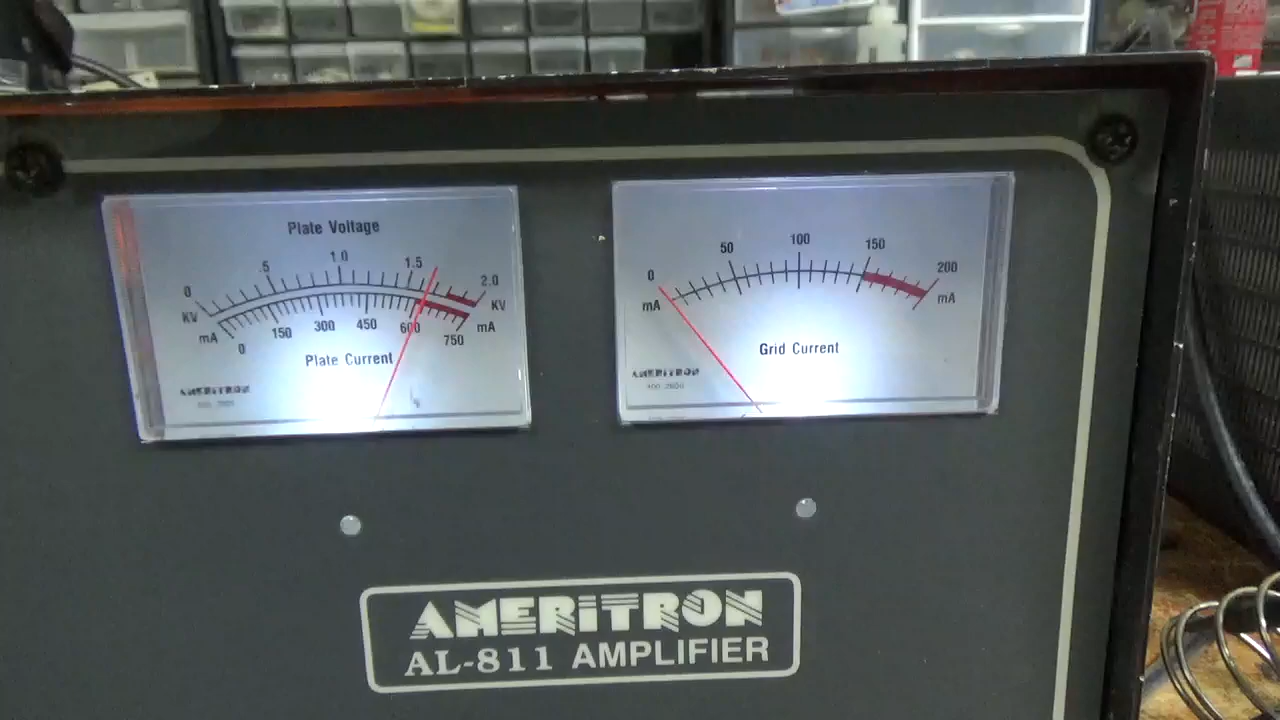 Plate Voltage
0 .5 1.0 1.5 2.0
KV KV
mA 0 150 300 450 600 750 mA
Plate Current
AMERITRON
0 50 100 150 200
mA mA
Grid Current
AMERITRON
AMERITRON
AL-811 AMPLIFIER